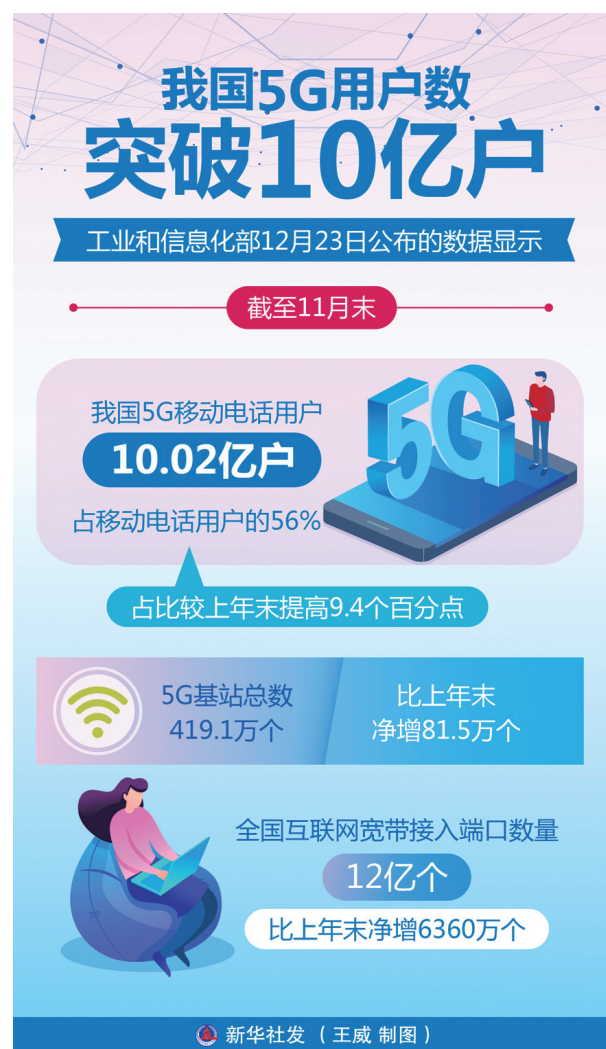 我国5G用户数
突破10亿户
工业和信息化部12月23日公布的数据显示
截至11月末
我国5G移动电话用户
10.02亿户
占移动电话用户的56%
5G
占比较上年末提高9.4个百分点
5G基站总数
419.1万个
比上年末
净增81.5万个
全国互联网宽带接入端口数量
12亿个
比上年末净增6360万个
新华社发（王威 制图）